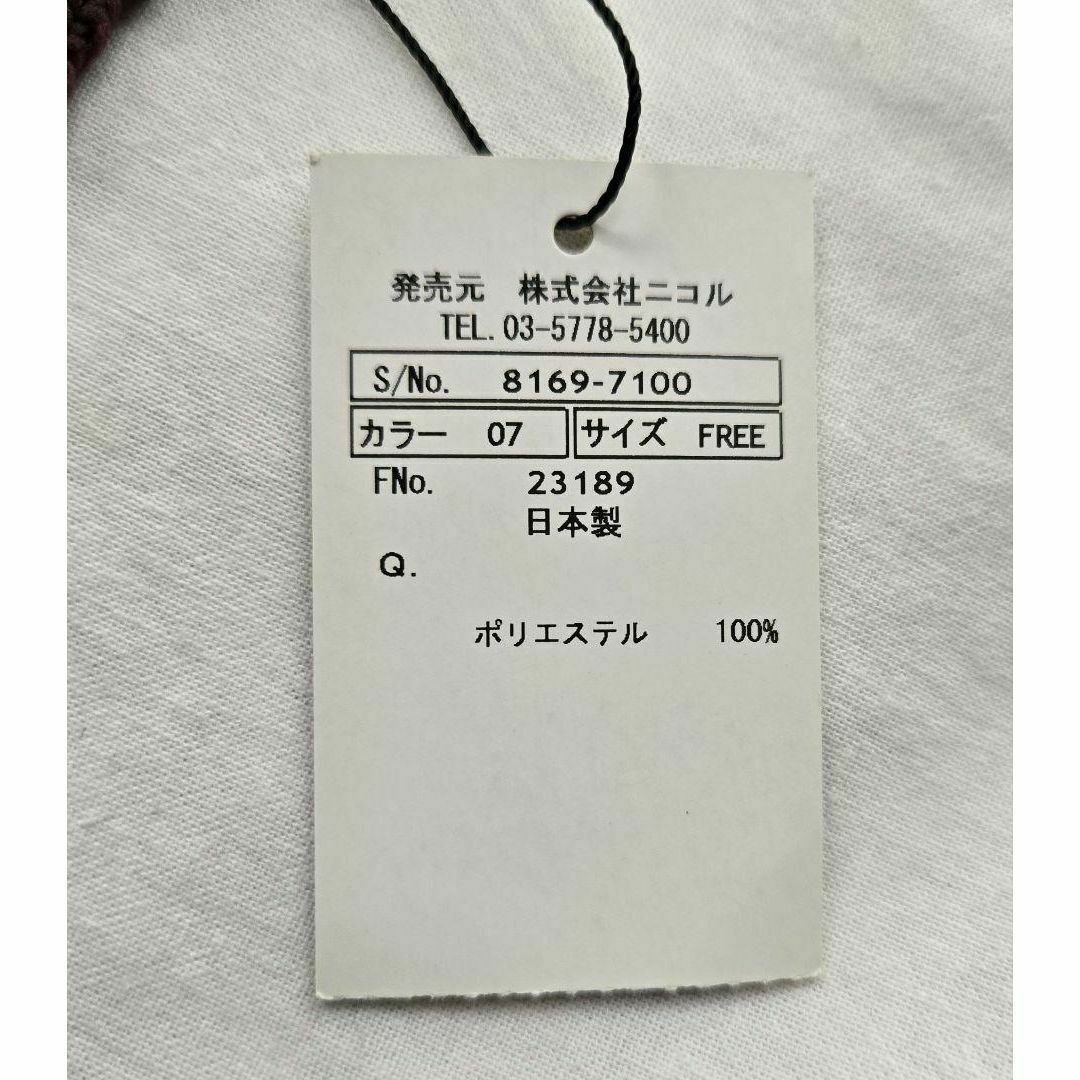 発売元 株式会社ニコル
TEL. 03-5778-5400
S/No. 8169-7100
カラー 07 サイズ FREE
FNo. 23189
日本製
Q.
ポリエステル 100%